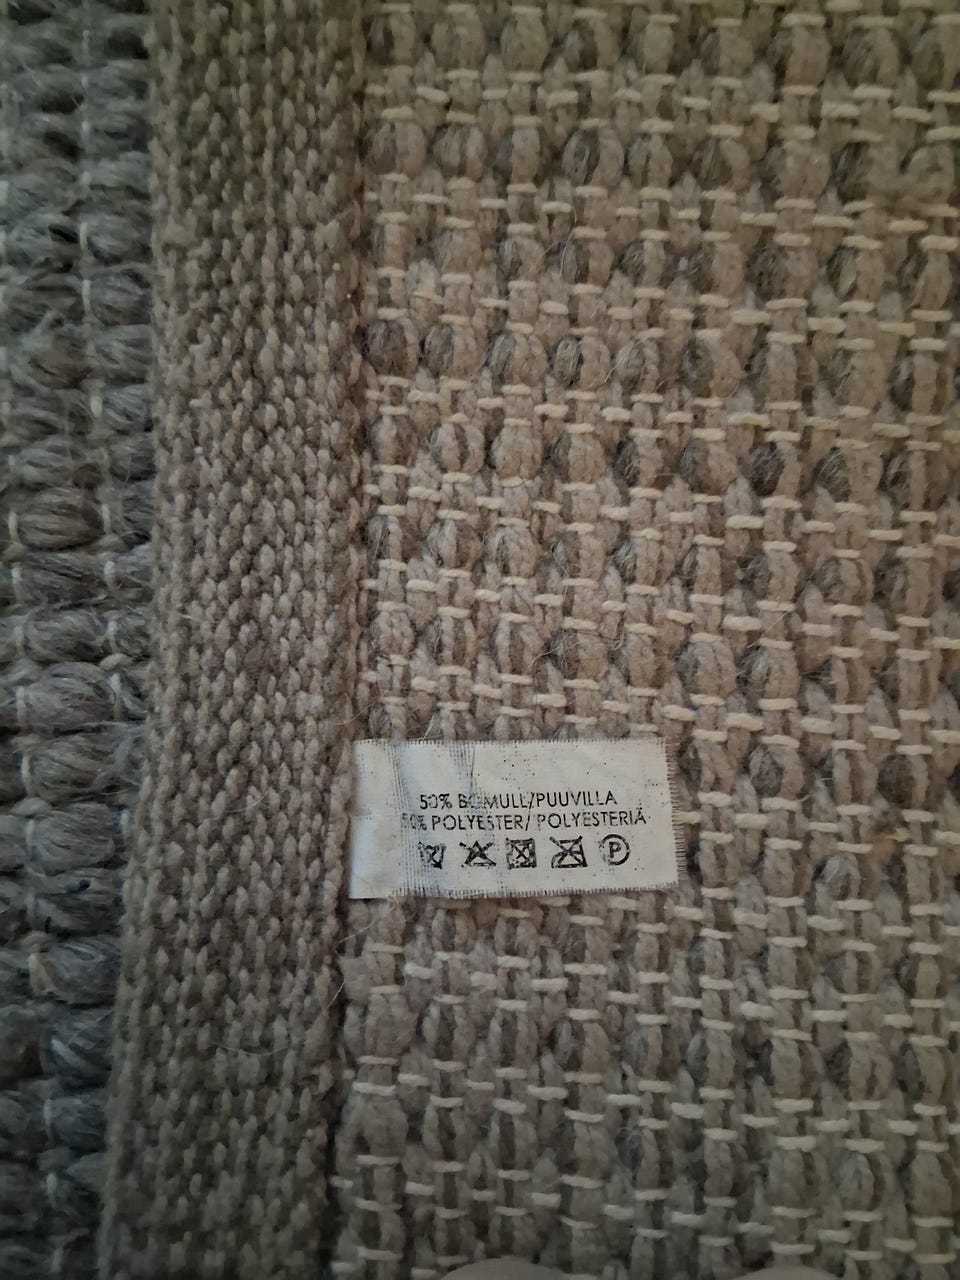 50% BOMULL/PUUVILLA
50% POLYESTER/ POLYESTERIÄ
P